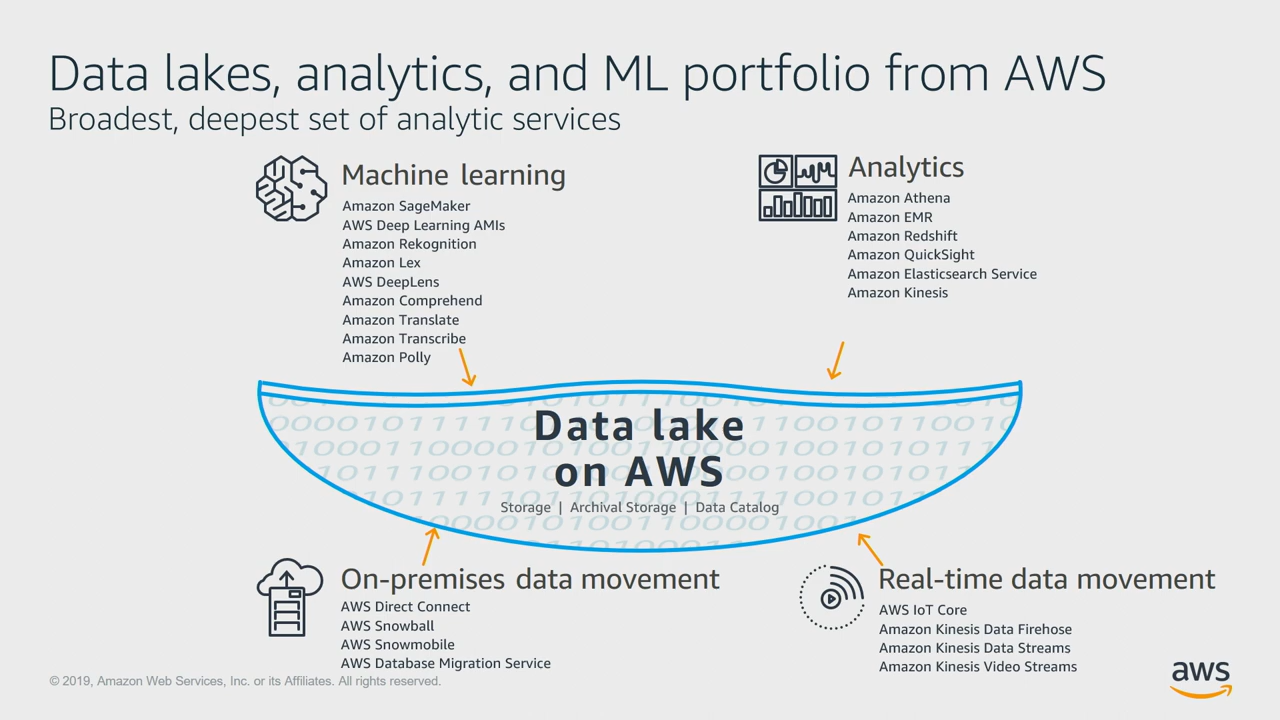 Data lakes, analytics, and ML portfolio from AWS
Broadest, deepest set of analytic services
Machine learning
Amazon SageMaker
AWS Deep Learning AMIs
Amazon Rekognition
Amazon Lex
AWS DeepLens
Amazon Comprehend
Amazon Translate
Amazon Transcribe
Amazon Polly
Analytics
Amazon Athena
Amazon EMR
Amazon Redshift
Amazon QuickSight
Amazon Elasticsearch Service
Amazon Kinesis
Data lake
on AWS
Storage | Archival Storage | Data Catalog
On-premises data movement
AWS Direct Connect
AWS Snowball
AWS Snowmobile
AWS Database Migration Service
Real-time data movement
AWS IoT Core
Amazon Kinesis Data Firehose
Amazon Kinesis Data Streams
Amazon Kinesis Video Streams
© 2019, Amazon Web Services, Inc. or its Affiliates. All rights reserved.
aws